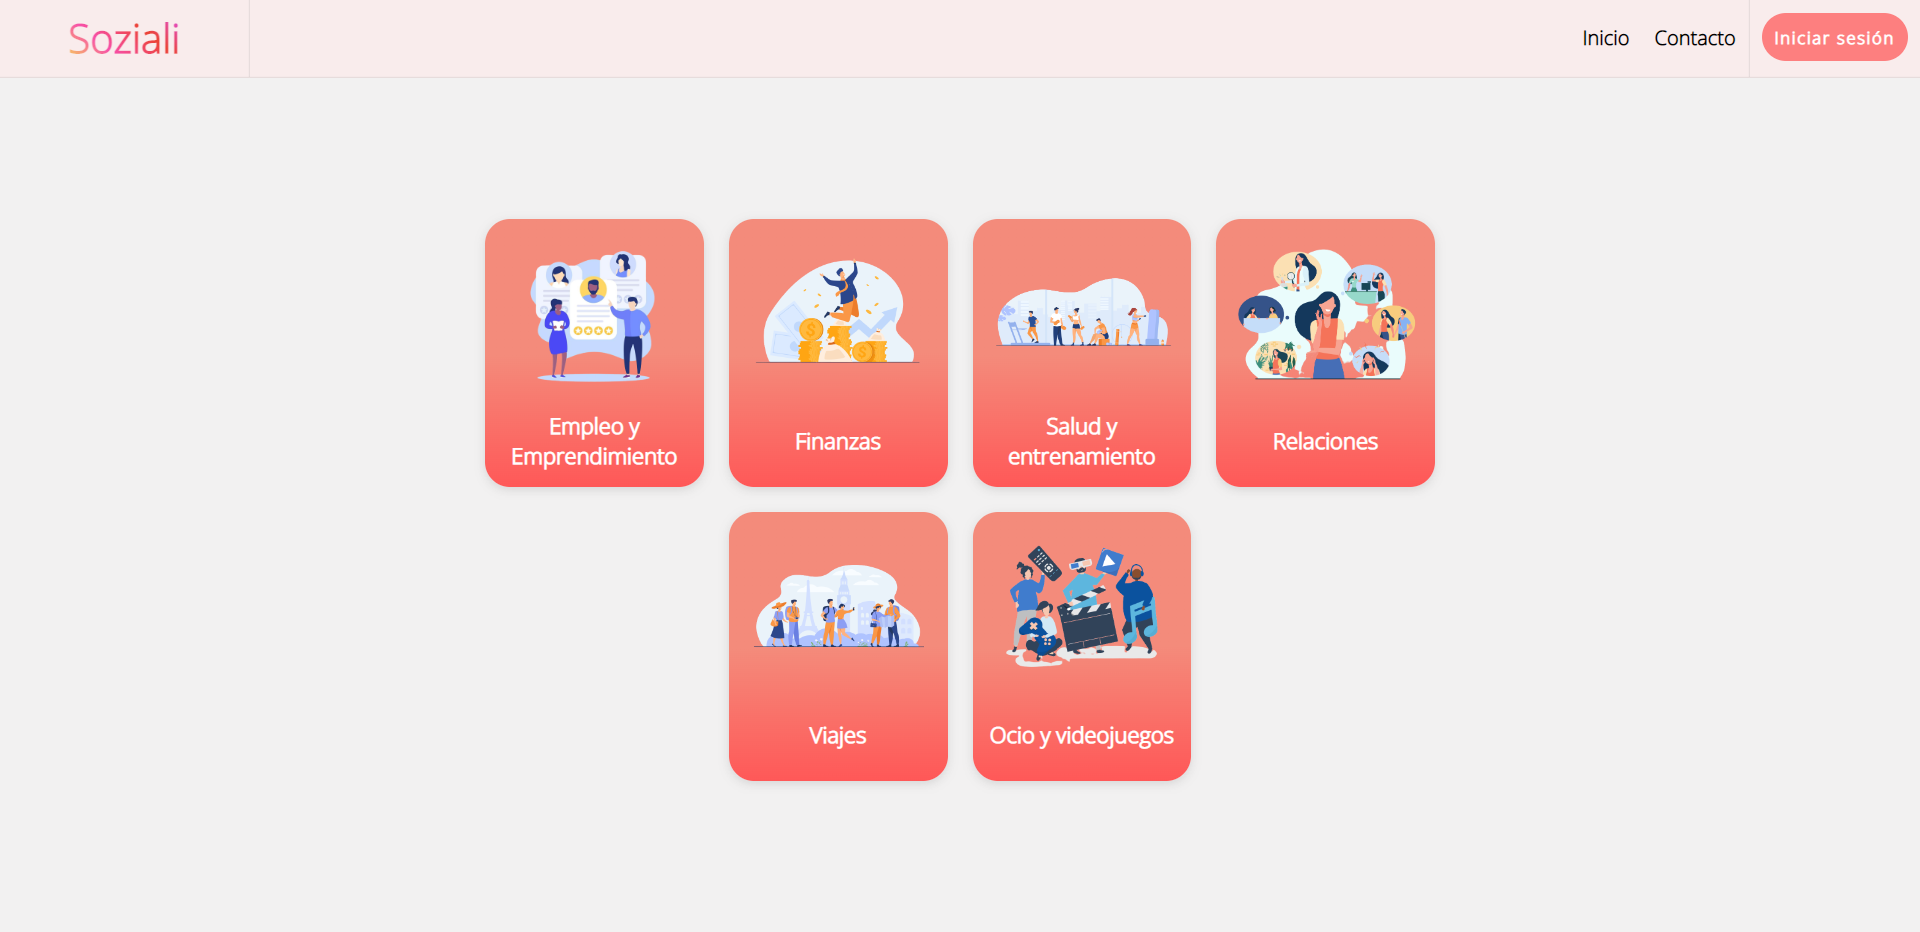 Soziali
Inicio
Contacto
Iniciar sesión
Empleo y
Emprendimiento
Finanzas
Salud y
entrenamiento
Relaciones
Viajes
Ocio y videojuegos